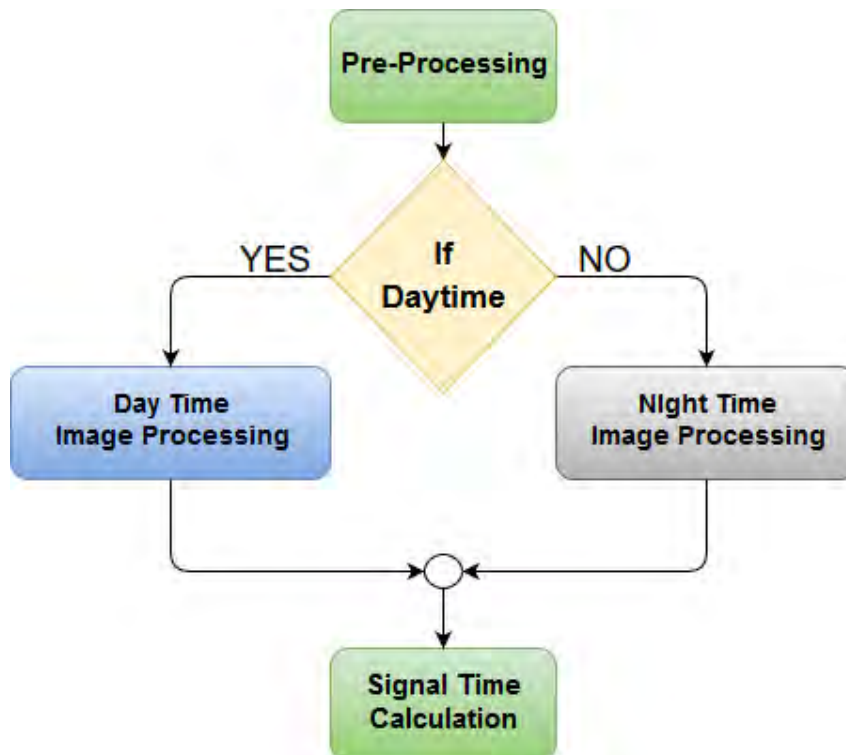 Pre-Processing
If
Daytime
YES
NO
Day Time
Image Processing
NIght Time
Image Processing
Signal Time
Calculation